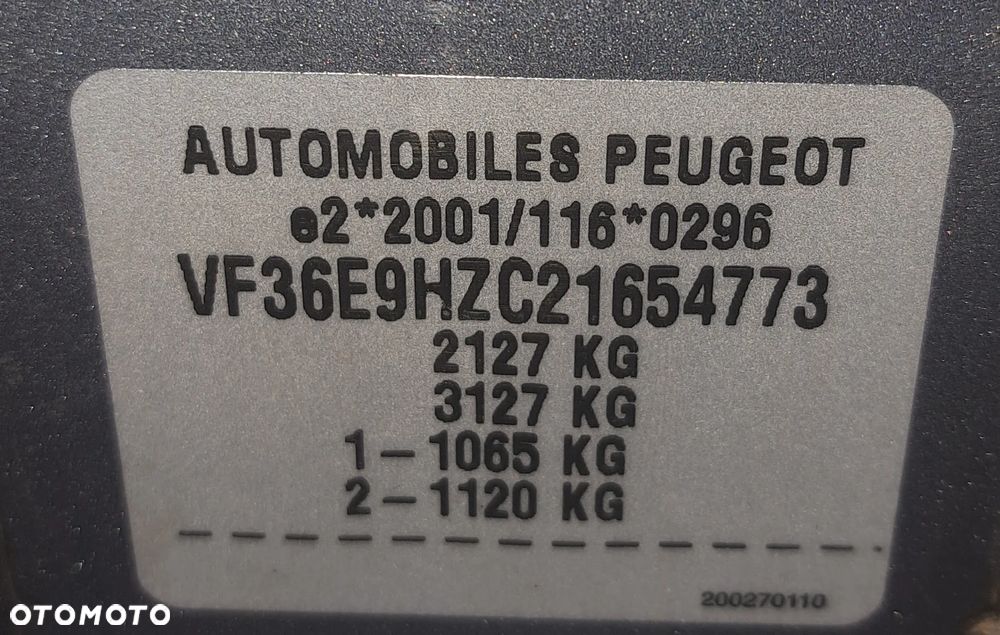 AUTOMOBILES PEUGEOT
e2*2001/116*0296
VF36E9HZC21654773
2127 KG
3127 KG
1-1065 KG
2-1120 KG
200270110
OTOMOTO